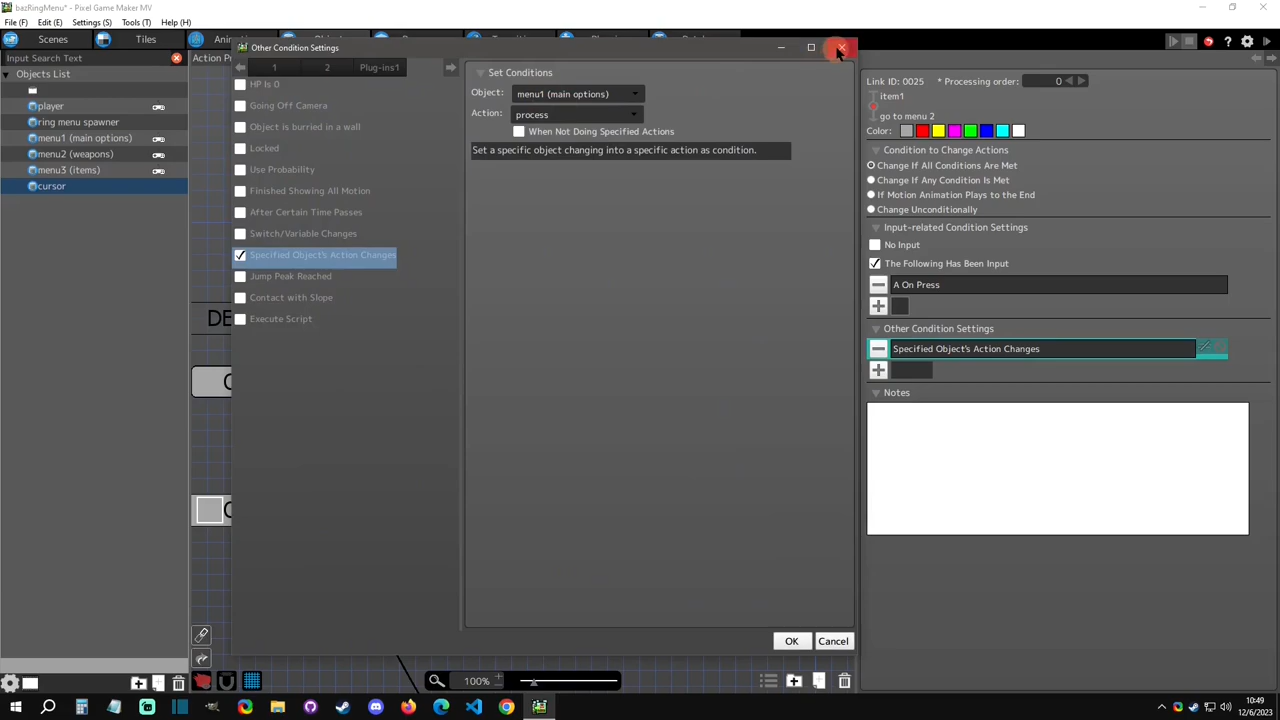 bazRingMenu* - Pixel Game Maker MV
File (F) Edit (E) Settings (S) Tools (T) Help (H)
Scenes
Tiles
Input Search Text
Objects List
player
ring menu spawner
menu1 (main options)
menu2 (weapons)
menu3 (items)
cursor
Other Condition Settings
1
2
Plug-ins1
HP Is 0
Going Off Camera
Object is burried in a wall
Locked
Use Probability
Finished Showing All Motion
After Certain Time Passes
Switch/Variable Changes
Specified Object's Action Changes
Jump Peak Reached
Contact with Slope
Execute Script
Set Conditions
Object: menu1 (main options)
Action: process
When Not Doing Specified Actions
Set a specific object changing into a specific action as condition.
OK
Cancel
Link ID: 0025 * Processing order: 0
item1
go to menu 2
Color:
Condition to Change Actions
Change If All Conditions Are Met
Change If Any Condition Is Met
If Motion Animation Plays to the End
Change Unconditionally
Input-related Condition Settings
No Input
The Following Has Been Input
A On Press
Other Condition Settings
Specified Object's Action Changes
Notes
100%
10:49
12/6/2023